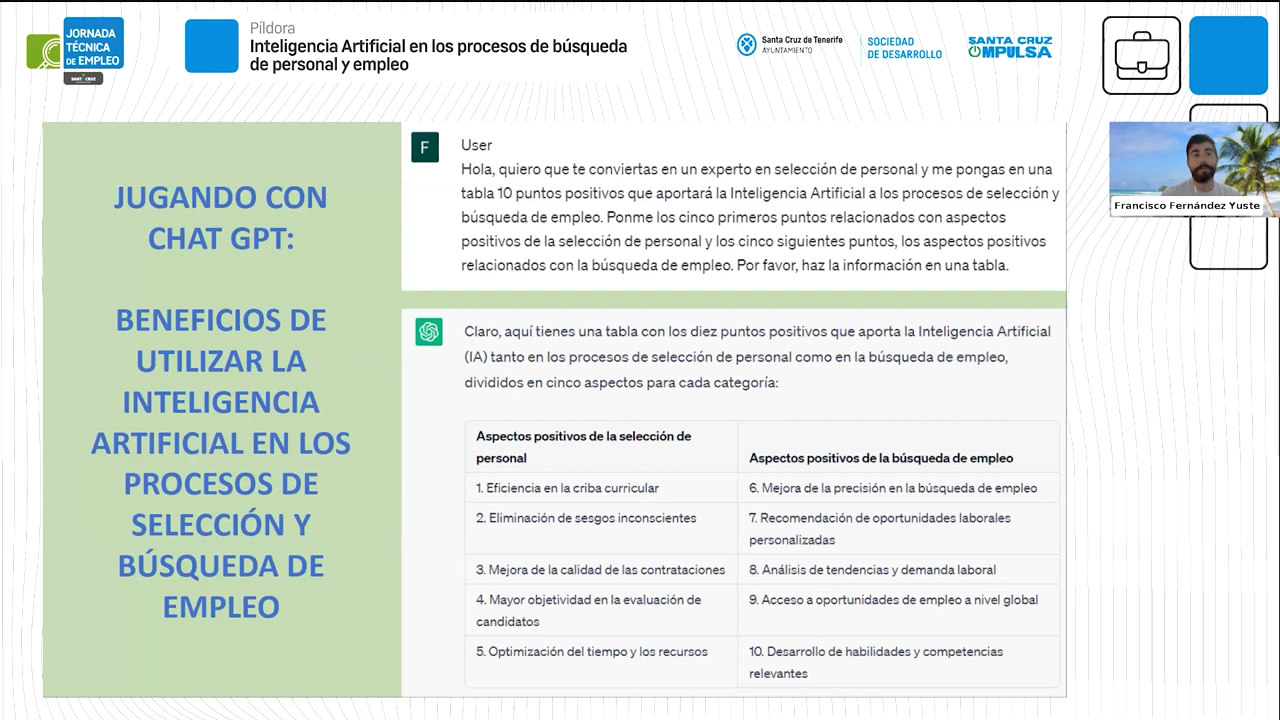 JORNADA
TÉCNICA
DE EMPLEO
Píldora
Inteligencia Artificial en los procesos de búsqueda
de personal y empleo
Santa Cruz de Tenerife
AYUNTAMIENTO
SOCIEDAD
DE DESARROLLO
SANTA CRUZ
IMPULSA
JUGANDO CON
CHAT GPT:
BENEFICIOS DE
UTILIZAR LA
INTELIGENCIA
ARTIFICIAL EN LOS
PROCESOS DE
SELECCIÓN Y
BÚSQUEDA DE
EMPLEO
F
User
Hola, quiero que te conviertas en un experto en selección de personal y me pongas en una
tabla 10 puntos positivos que aportará la Inteligencia Artificial a los procesos de selección y
búsqueda de empleo. Ponme los cinco primeros puntos relacionados con aspectos
positivos de la selección de personal y los cinco siguientes puntos, los aspectos positivos
relacionados con la búsqueda de empleo. Por favor, haz la información en una tabla.
Claro, aquí tienes una tabla con los diez puntos positivos que aporta la Inteligencia Artificial
(IA) tanto en los procesos de selección de personal como en la búsqueda de empleo,
divididos en cinco aspectos para cada categoría:
Aspectos positivos de la selección de
personal
Aspectos positivos de la búsqueda de empleo
1. Eficiencia en la criba curricular
6. Mejora de la precisión en la búsqueda de empleo
2. Eliminación de sesgos inconscientes
7. Recomendación de oportunidades laborales
personalizadas
3. Mejora de la calidad de las contrataciones
8. Análisis de tendencias y demanda laboral
4. Mayor objetividad en la evaluación de
candidatos
9. Acceso a oportunidades de empleo a nivel global
5. Optimización del tiempo y los recursos
10. Desarrollo de habilidades y competencias
relevantes
Francisco Fernández Yuste